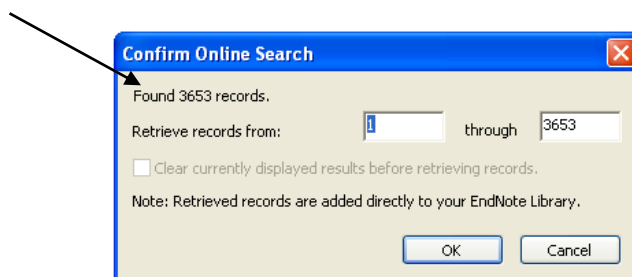 Confirm Online Search
Found 3653 records.
Retrieve records from: 1 through 3653
Clear currently displayed results before retrieving records.
Note: Retrieved records are added directly to your EndNote Library.
OK Cancel